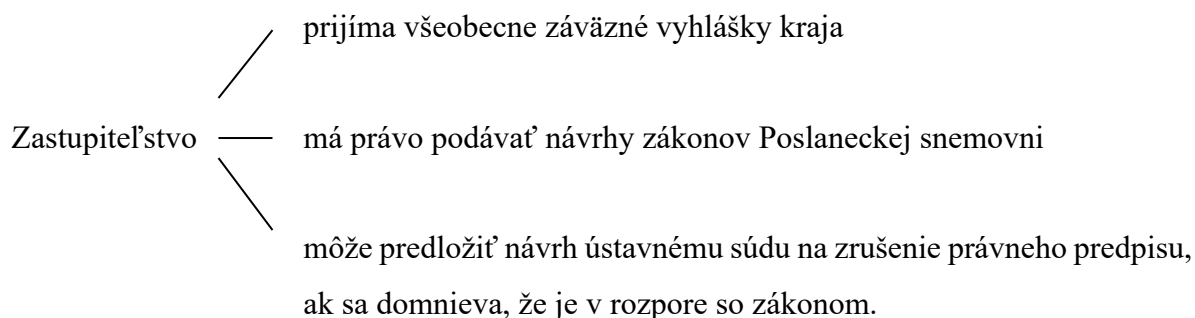 prijíma všeobecne záväzné vyhlášky kraja
Zastupiteľstvo
má právo podávať návrhy zákonov Poslaneckej snemovni
môže predložiť návrh ústavnému súdu na zrušenie právneho predpisu,
ak sa domnieva, že je v rozpore so zákonom.